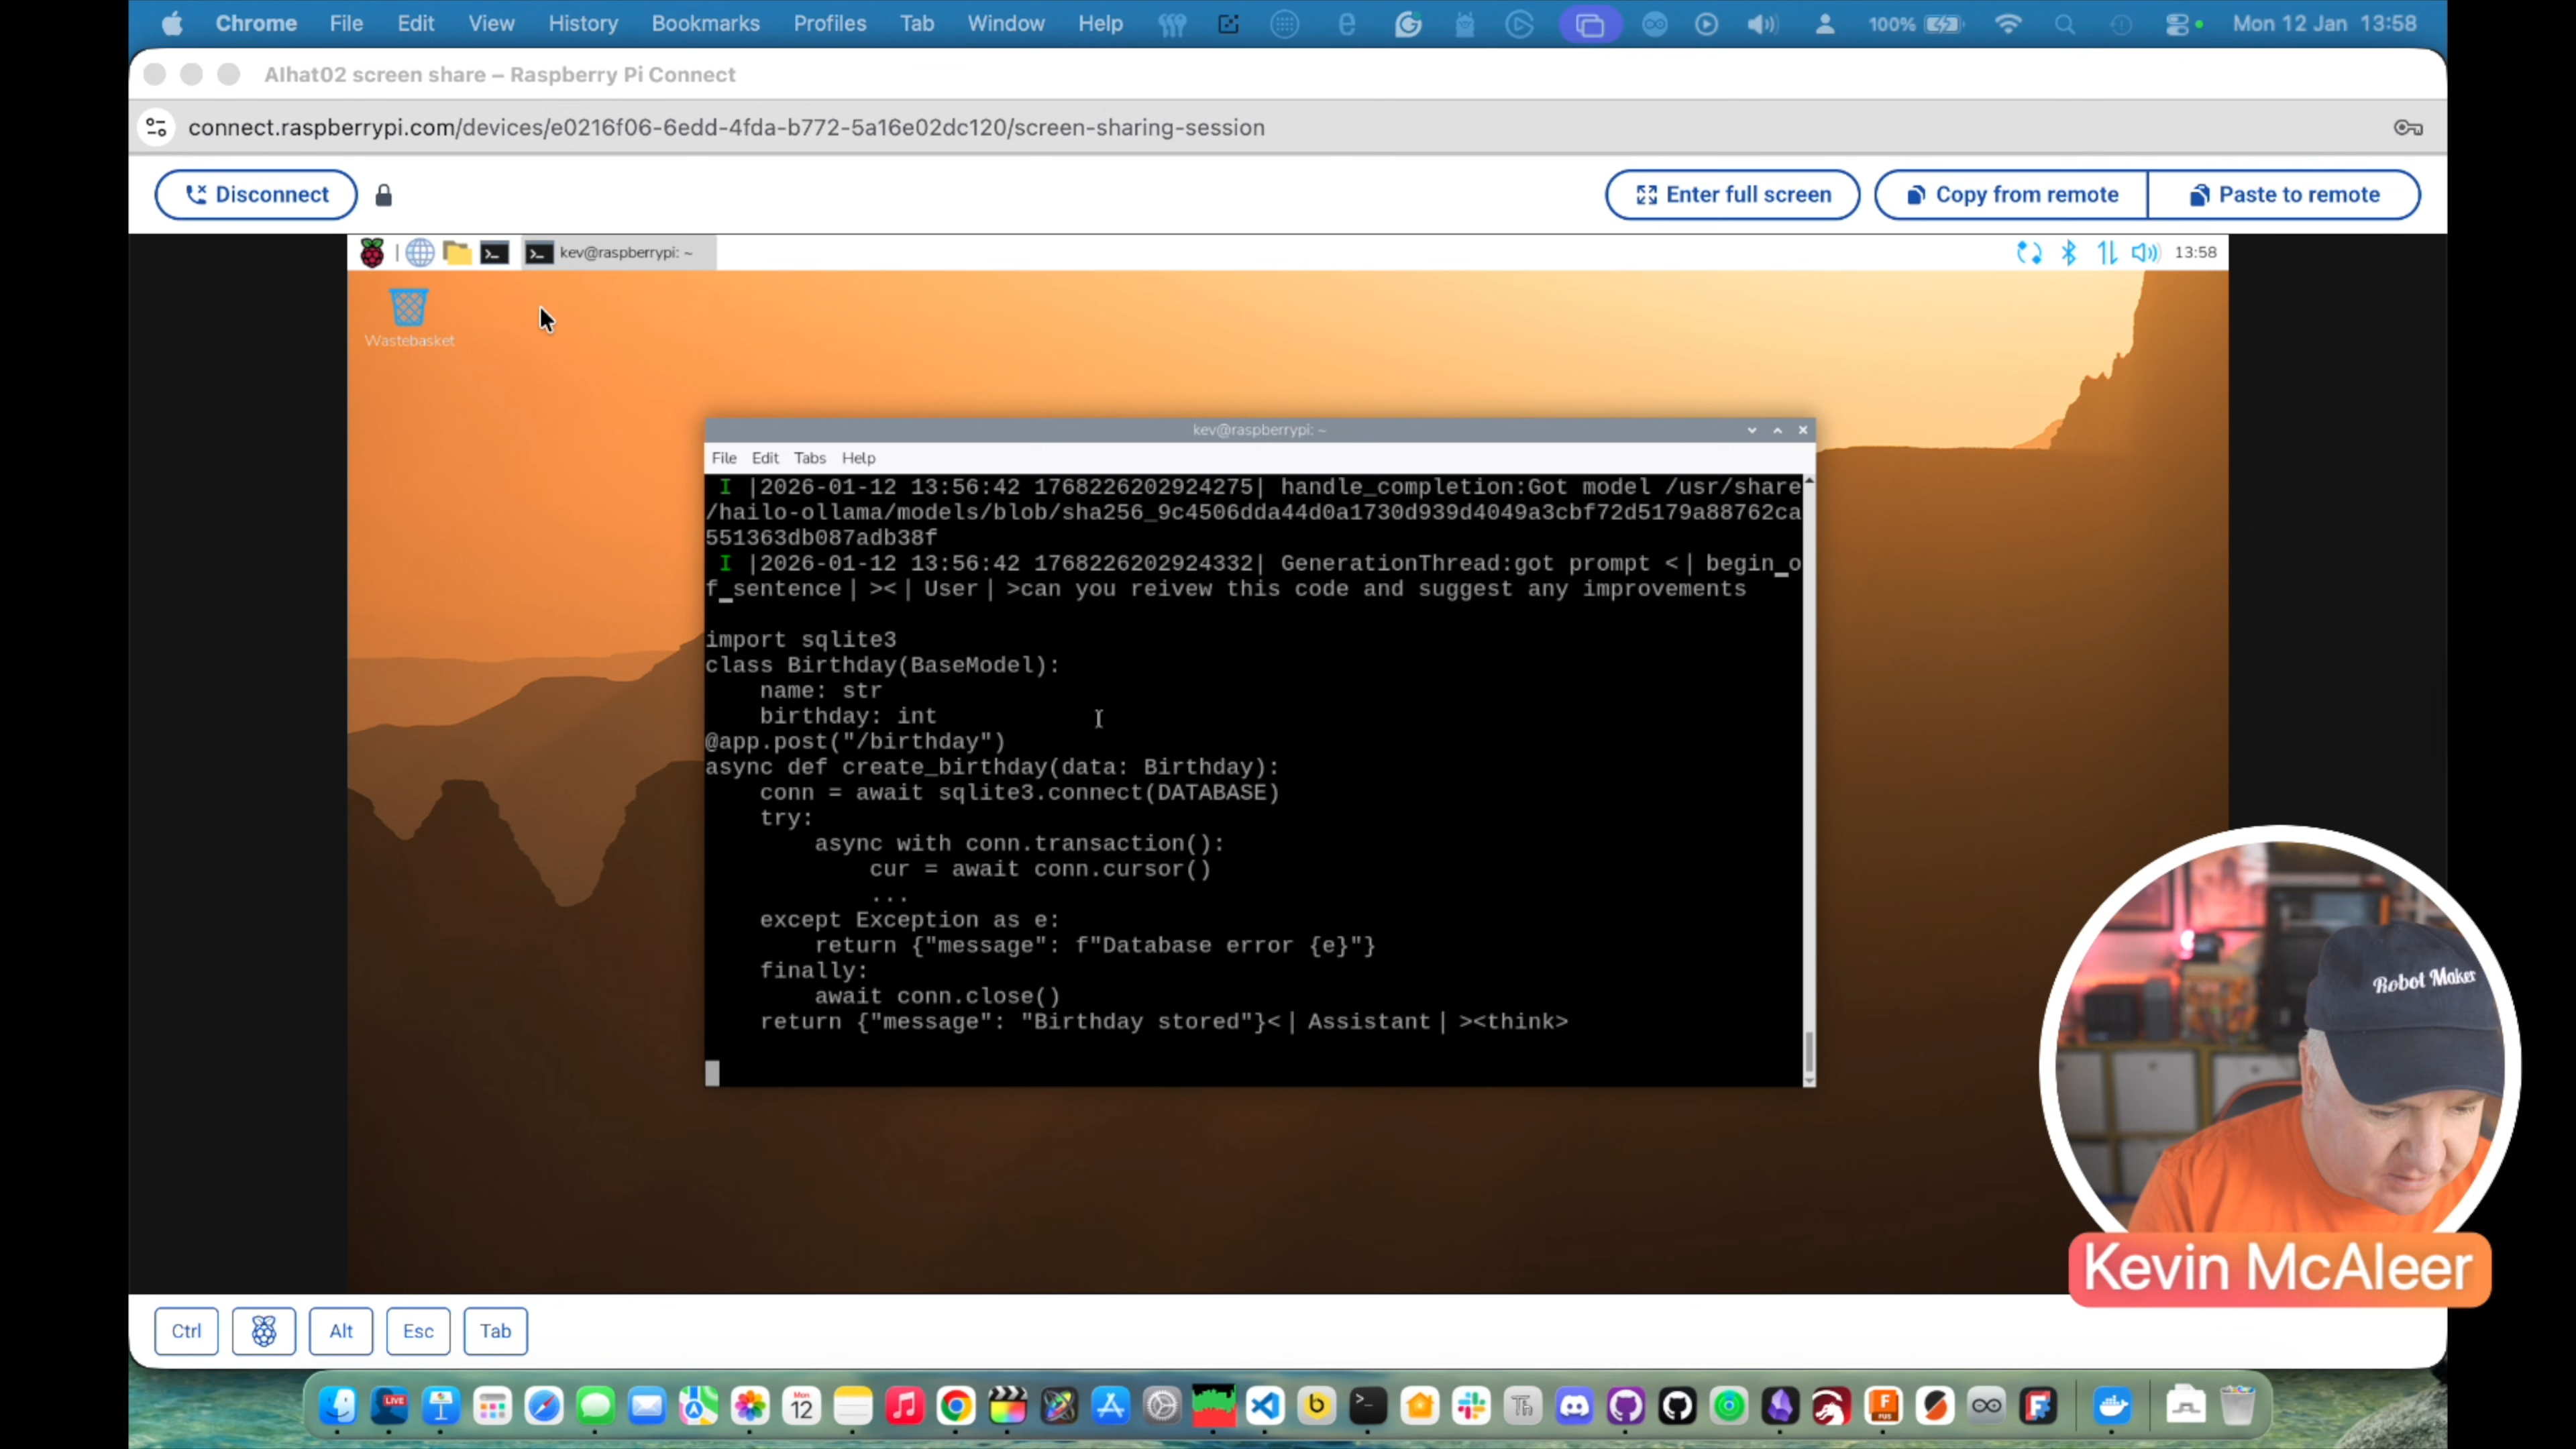 Chrome File Edit View History Bookmarks Profiles Tab Window Help 100% Mon 12 Jan 13:58
AIhat02 screen share – Raspberry Pi Connect
connect.raspberrypi.com/devices/e0216f06-6edd-4fda-b772-5a16e02dc120/screen-sharing-session
Disconnect Enter full screen Copy from remote Paste to remote
kev@raspberrypi: ~ 13:58
Wastebasket
kev@raspberrypi: ~
File Edit Tabs Help
I |2026-01-12 13:56:42 1768226202924275| handle_completion:Got model /usr/share
/hailo-ollama/models/blob/sha256_9c4506dda44d0a1730d939d4049a3cbf72d5179a88762ca
551363db087adb38f
I |2026-01-12 13:56:42 1768226202924332| GenerationThread:got prompt <｜begin▁o
f▁sentence｜><｜User｜>can you reivew this code and suggest any improvements
import sqlite3
class Birthday(BaseModel):
    name: str
    birthday: int
@app.post("/birthday")
async def create_birthday(data: Birthday):
    conn = await sqlite3.connect(DATABASE)
    try:
        async with conn.transaction():
            cur = await conn.cursor()
            ...
    except Exception as e:
        return {"message": f"Database error {e}"}
    finally:
        await conn.close()
    return {"message": "Birthday stored"}<｜Assistant｜><think>
Robot Maker
Kevin McAleer
Ctrl Alt Esc Tab
LIVE
Mon
12